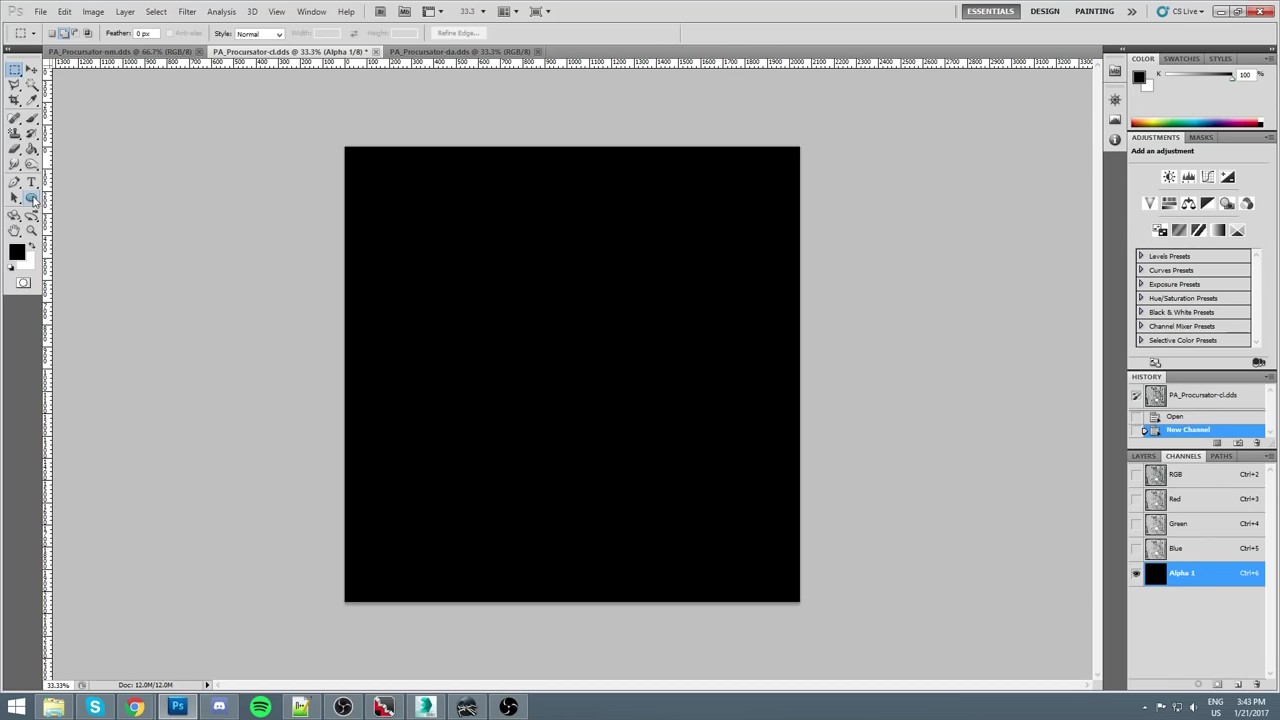 Ps File Edit Image Layer Select Filter Analysis 3D View Window Help Br Mb 33.3 ESSENTIALS DESIGN PAINTING CS Live
Feather: 0 px Anti-alias Style: Normal Width: Height: Refine Edge...
PA_Procursator-nm.dds @ 66.7% (RGB/8) PA_Procursator-cl.dds @ 33.3% (Alpha 1/8) * PA_Procursator-da.dds @ 33.3% (RGB/8)
COLOR SWATCHES STYLES
K 100 %
ADJUSTMENTS MASKS
Add an adjustment
Levels Presets
Curves Presets
Exposure Presets
Hue/Saturation Presets
Black & White Presets
Channel Mixer Presets
Selective Color Presets
HISTORY
PA_Procursator-cl.dds
Open
New Channel
LAYERS CHANNELS PATHS
RGB Ctrl+2
Red Ctrl+3
Green Ctrl+4
Blue Ctrl+5
Alpha 1 Ctrl+6
33.33% Doc: 12.0M/12.0M
ENG 3:43 PM
US 1/21/2017